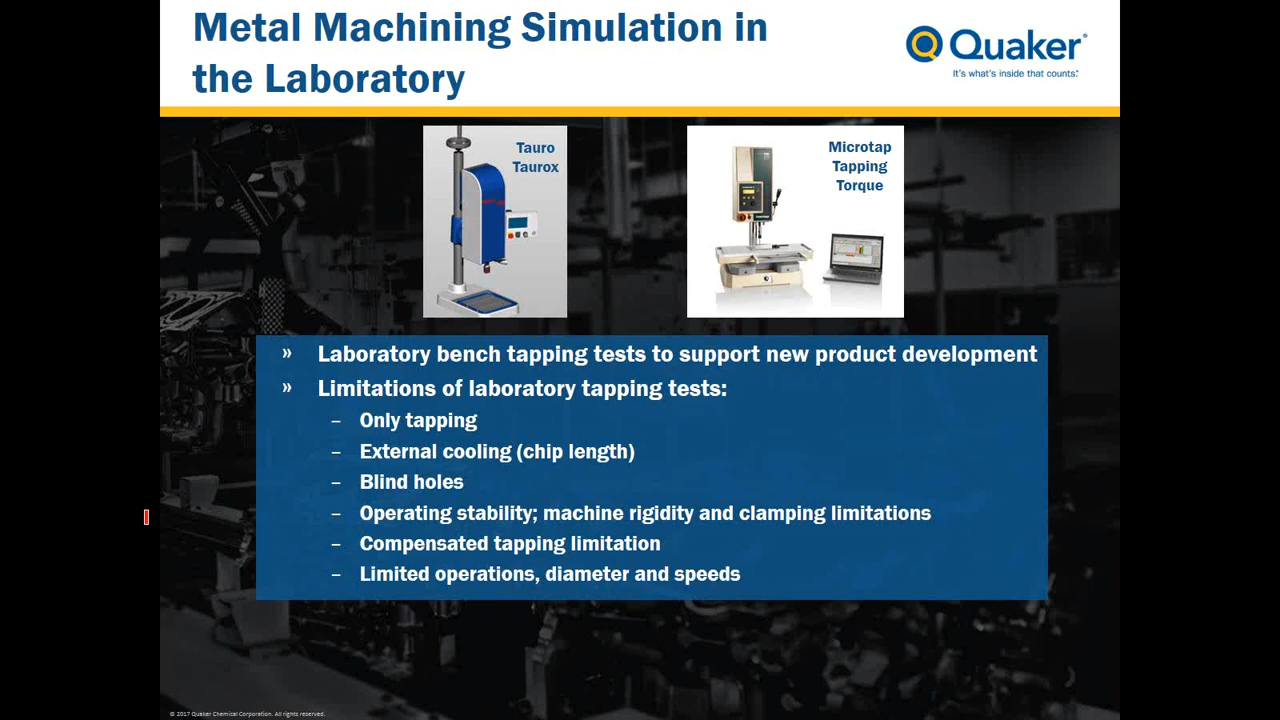 Metal Machining Simulation in
the Laboratory
Quaker®
It's what's inside that counts.™
Tauro
Taurox
Microtap
Tapping
Torque
» Laboratory bench tapping tests to support new product development
» Limitations of laboratory tapping tests:
– Only tapping
– External cooling (chip length)
– Blind holes
– Operating stability; machine rigidity and clamping limitations
– Compensated tapping limitation
– Limited operations, diameter and speeds
© 2017 Quaker Chemical Corporation. All rights reserved.